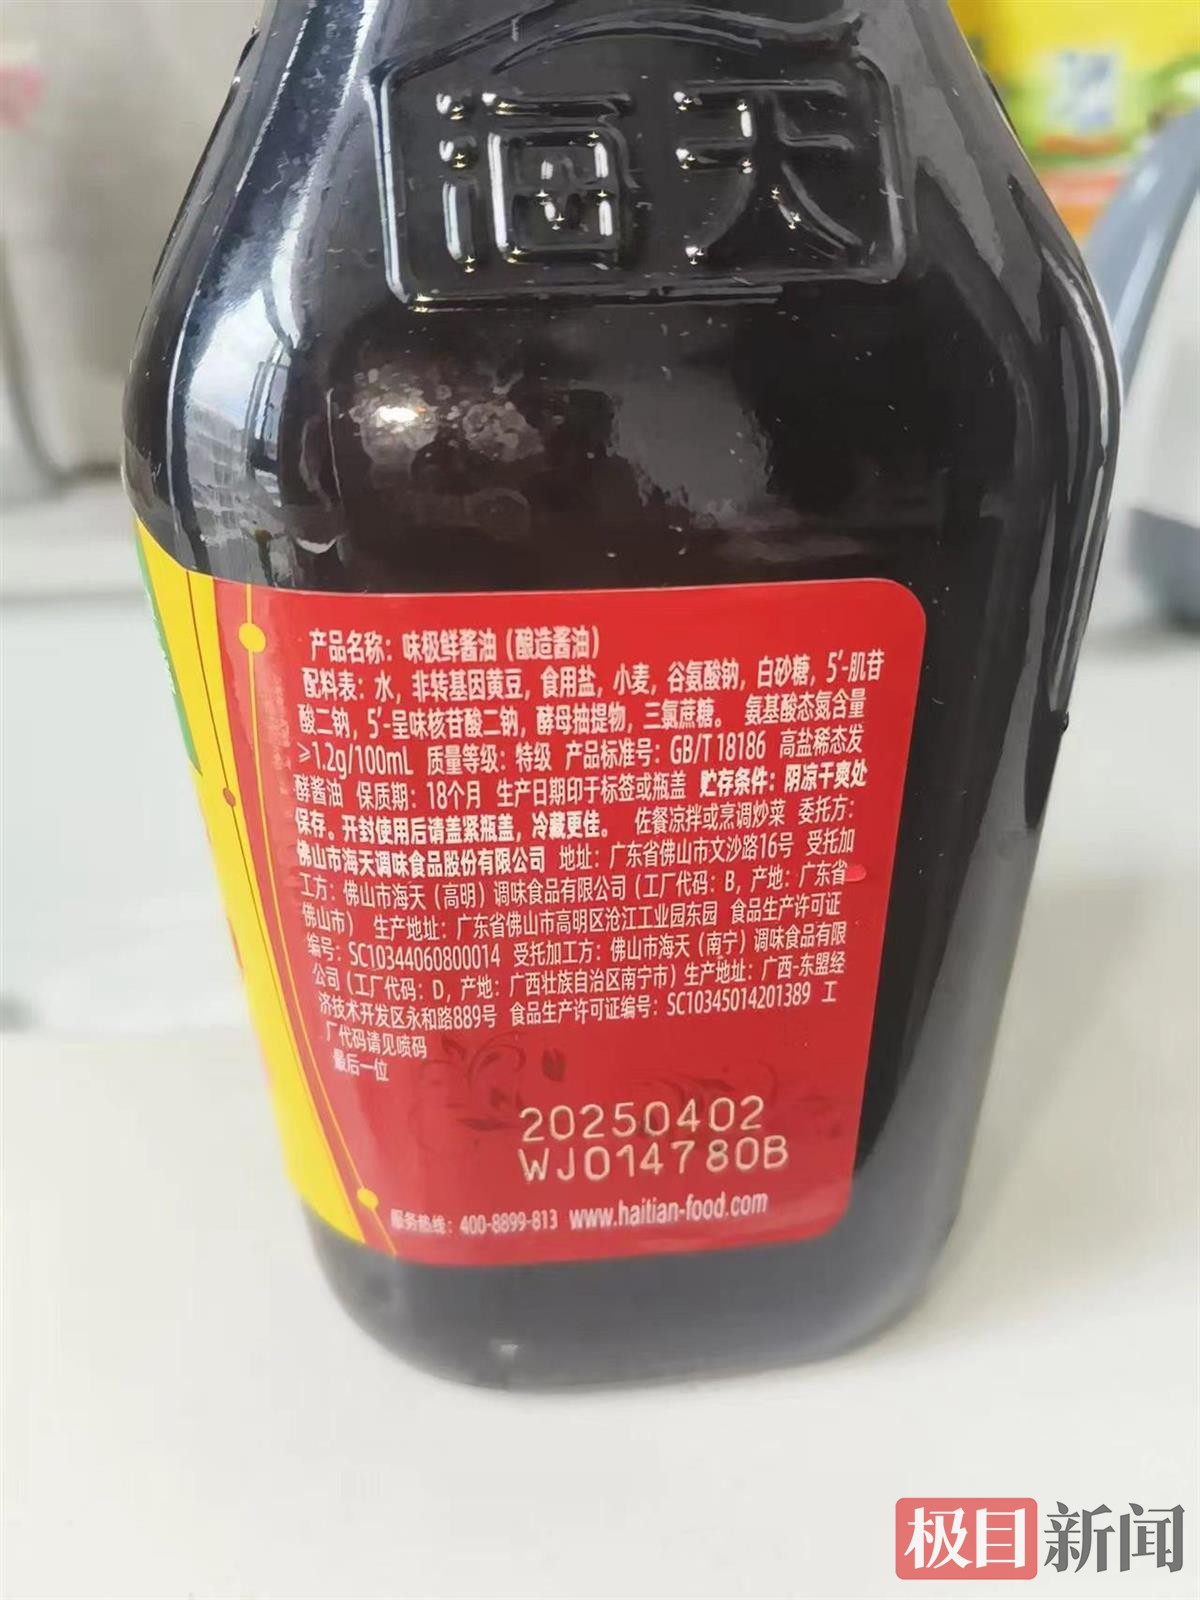 海天
产品名称：味极鲜酱油（酿造酱油）
配料表：水，非转基因黄豆，食用盐，小麦，谷氨酸钠，白砂糖，5′-肌苷
酸二钠，5′-呈味核苷酸二钠，酵母抽提物，三氯蔗糖。 氨基酸态氮含量
≥1.2g/100mL 质量等级：特级 产品标准号：GB/T 18186 高盐稀态发
酵酱油 保质期：18个月 生产日期印于标签或瓶盖 贮存条件：阴凉干爽处
保存。开封使用后请盖紧瓶盖，冷藏更佳。 佐餐凉拌或烹调炒菜 委托方：
佛山市海天调味食品股份有限公司 地址：广东省佛山市文沙路16号 受托加
工方：佛山市海天（高明）调味食品有限公司（工厂代码：B，产地：广东省
佛山市） 生产地址：广东省佛山市高明区沧江工业园东园 食品生产许可证
编号：SC10344060800014 受托加工方：佛山市海天（南宁）调味食品有限
公司（工厂代码：D，产地：广西壮族自治区南宁市）生产地址：广西-东盟经
济技术开发区永和路889号 食品生产许可证编号：SC10345014201389 工
厂代码请见喷码
最后一位
20250402
WJ014780B
服务热线：400-8899-813 www.haitian-food.com
极目新闻